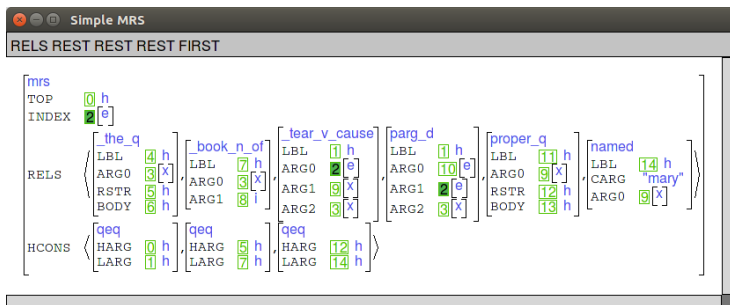 Simple MRS
RELS REST REST REST FIRST
mrs
TOP 0 h
INDEX 2 e
RELS
_the_q
LBL 4 h
ARG0 3 x
RSTR 5 h
BODY 6 h
_book_n_of
LBL 7 h
ARG0 3 x
ARG1 8 i
_tear_v_cause
LBL 1 h
ARG0 2 e
ARG1 9 x
ARG2 3 x
parg_d
LBL 1 h
ARG0 10 e
ARG1 2 e
ARG2 3 x
proper_q
LBL 11 h
ARG0 9 x
RSTR 12 h
BODY 13 h
named
LBL 14 h
CARG "mary"
ARG0 9 x
HCONS
qeq
HARG 0 h
LARG 1 h
qeq
HARG 5 h
LARG 7 h
qeq
HARG 12 h
LARG 14 h